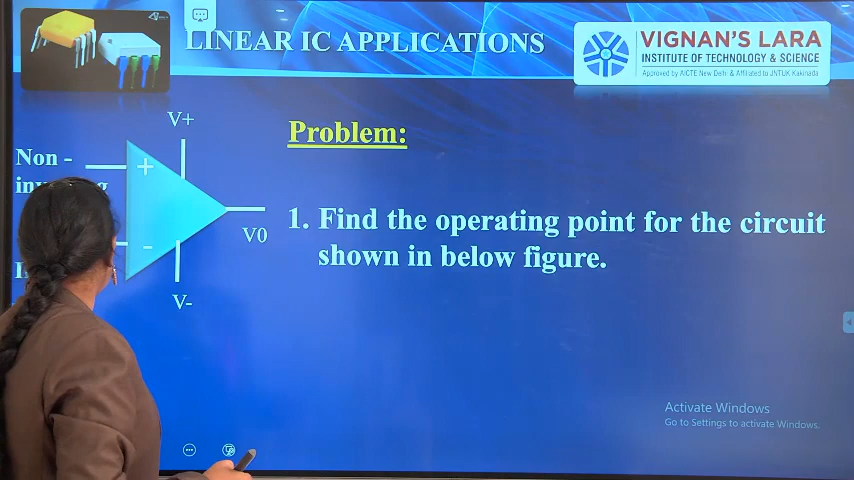 LINEAR IC APPLICATIONS
VIGNAN'S LARA
INSTITUTE OF TECHNOLOGY & SCIENCE
Approved by AICTE New Delhi & Affiliated to JNTUK Kakinada
V+
Problem:
Non -
+
1. Find the operating point for the circuit
shown in below figure.
V0
-
V-
Activate Windows
Go to Settings to activate Windows.